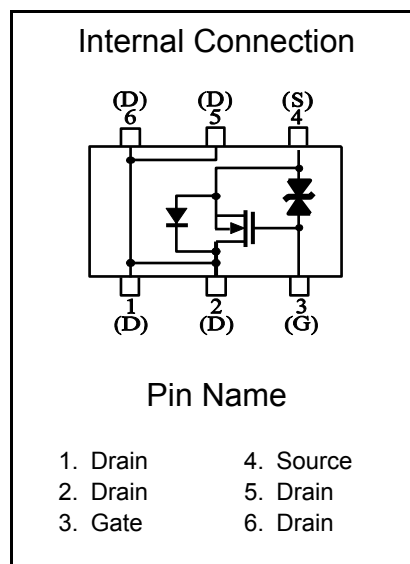 Internal Connection
(D) (D) (S)
6 5 4
1 2 3
(D) (D) (G)
Pin Name
1. Drain 4. Source
2. Drain 5. Drain
3. Gate 6. Drain